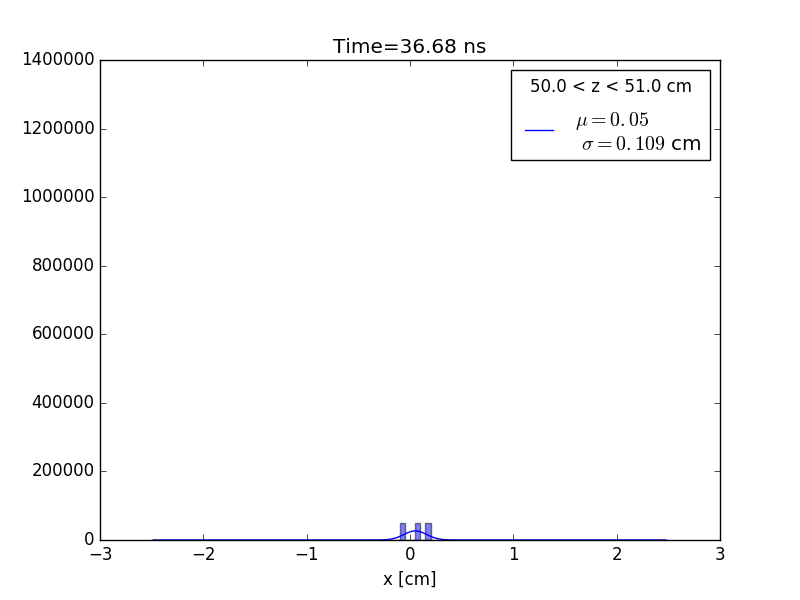 Time=36.68 ns
1400000
1200000
1000000
800000
600000
400000
200000
0
50.0 < z < 51.0 cm
μ = 0.05
σ = 0.109 cm
−3 −2 −1 0 1 2 3
x [cm]